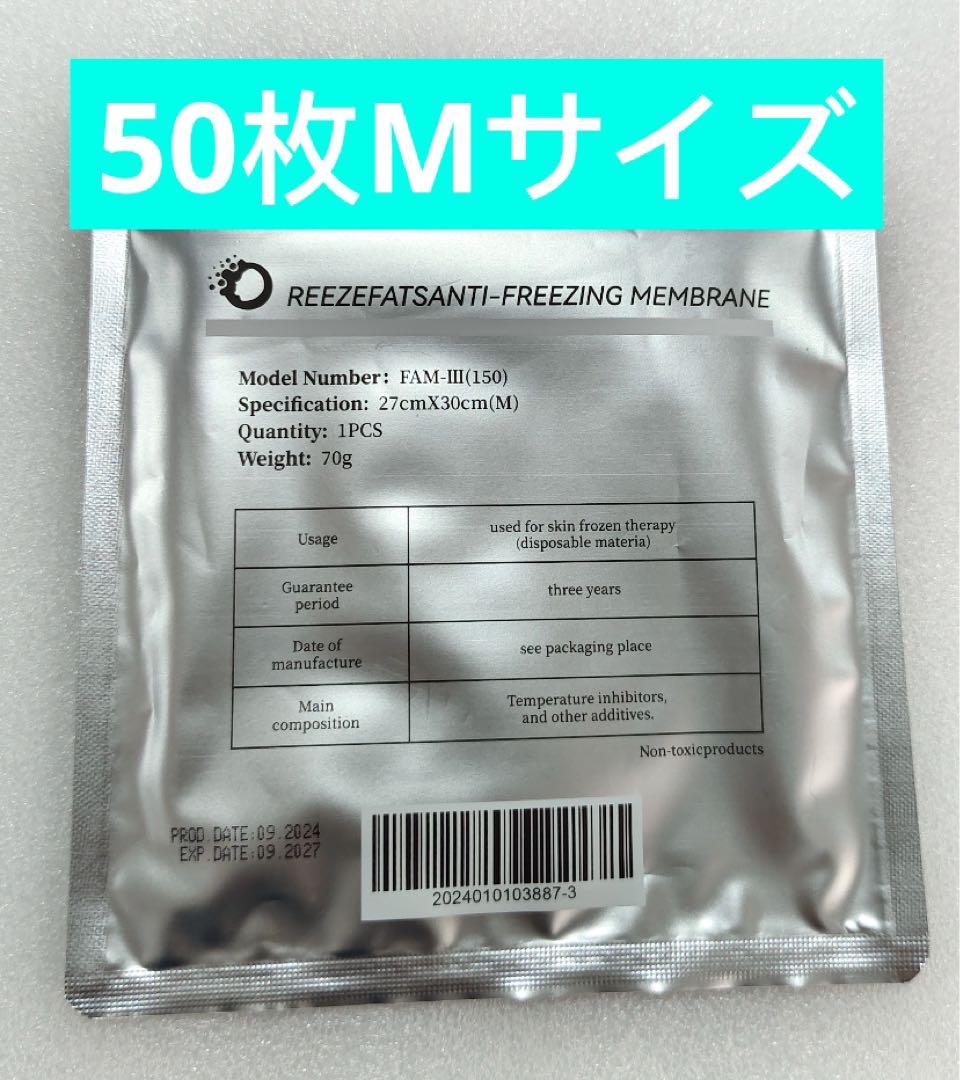 50枚Mサイズ
REEZEFATSANTI-FREEZING MEMBRANE
Model Number: FAM-III(150)
Specification: 27cmX30cm(M)
Quantity: 1PCS
Weight: 70g
Usage
used for skin frozen therapy
(disposable materia)
Guarantee
period
three years
Date of
manufacture
see packaging place
Main
composition
Temperature inhibitors,
and other additives.
Non-toxicproducts
PROD.DATE:09.2024
EXP.DATE:09.2027
2024010103887-3